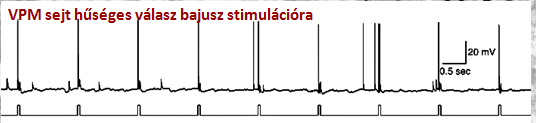 VPM sejt hűséges válasz bajusz stimulációra
20 mV
0.5 sec